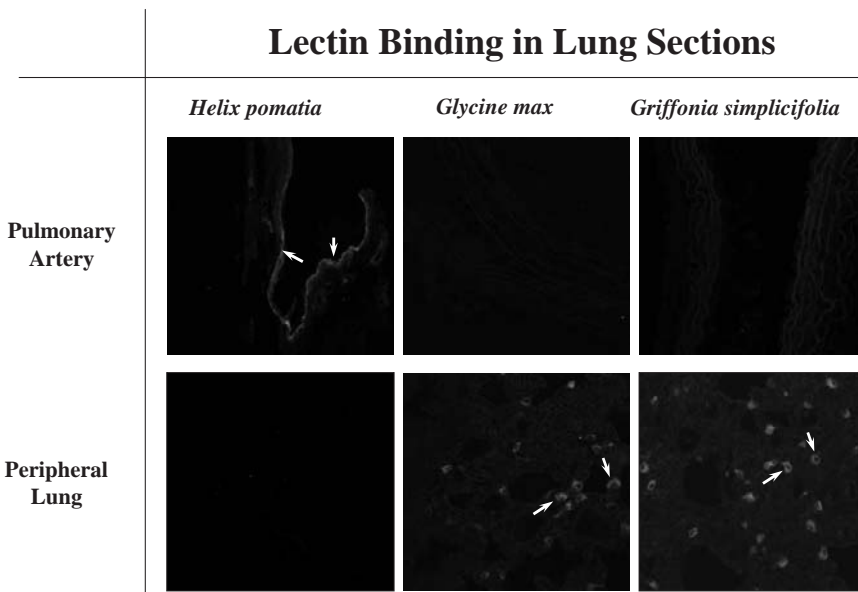 Lectin Binding in Lung Sections
Helix pomatia
Glycine max
Griffonia simplicifolia
Pulmonary
Artery
Peripheral
Lung